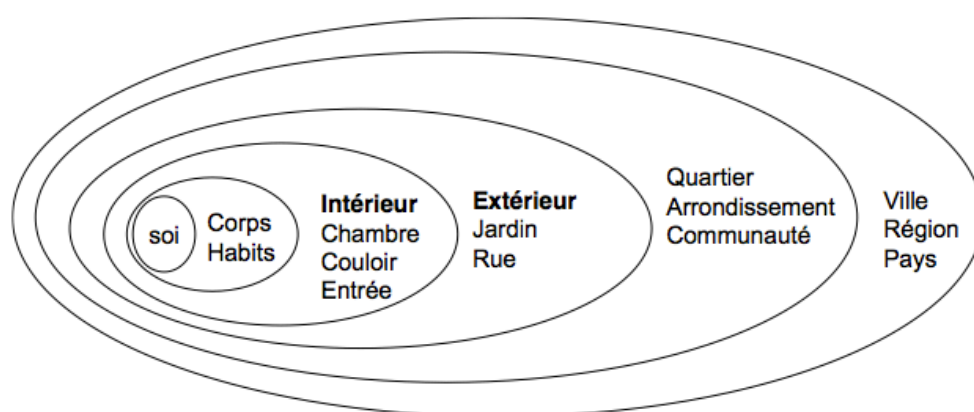 soi
Corps
Habits
Intérieur
Chambre
Couloir
Entrée
Extérieur
Jardin
Rue
Quartier
Arrondissement
Communauté
Ville
Région
Pays